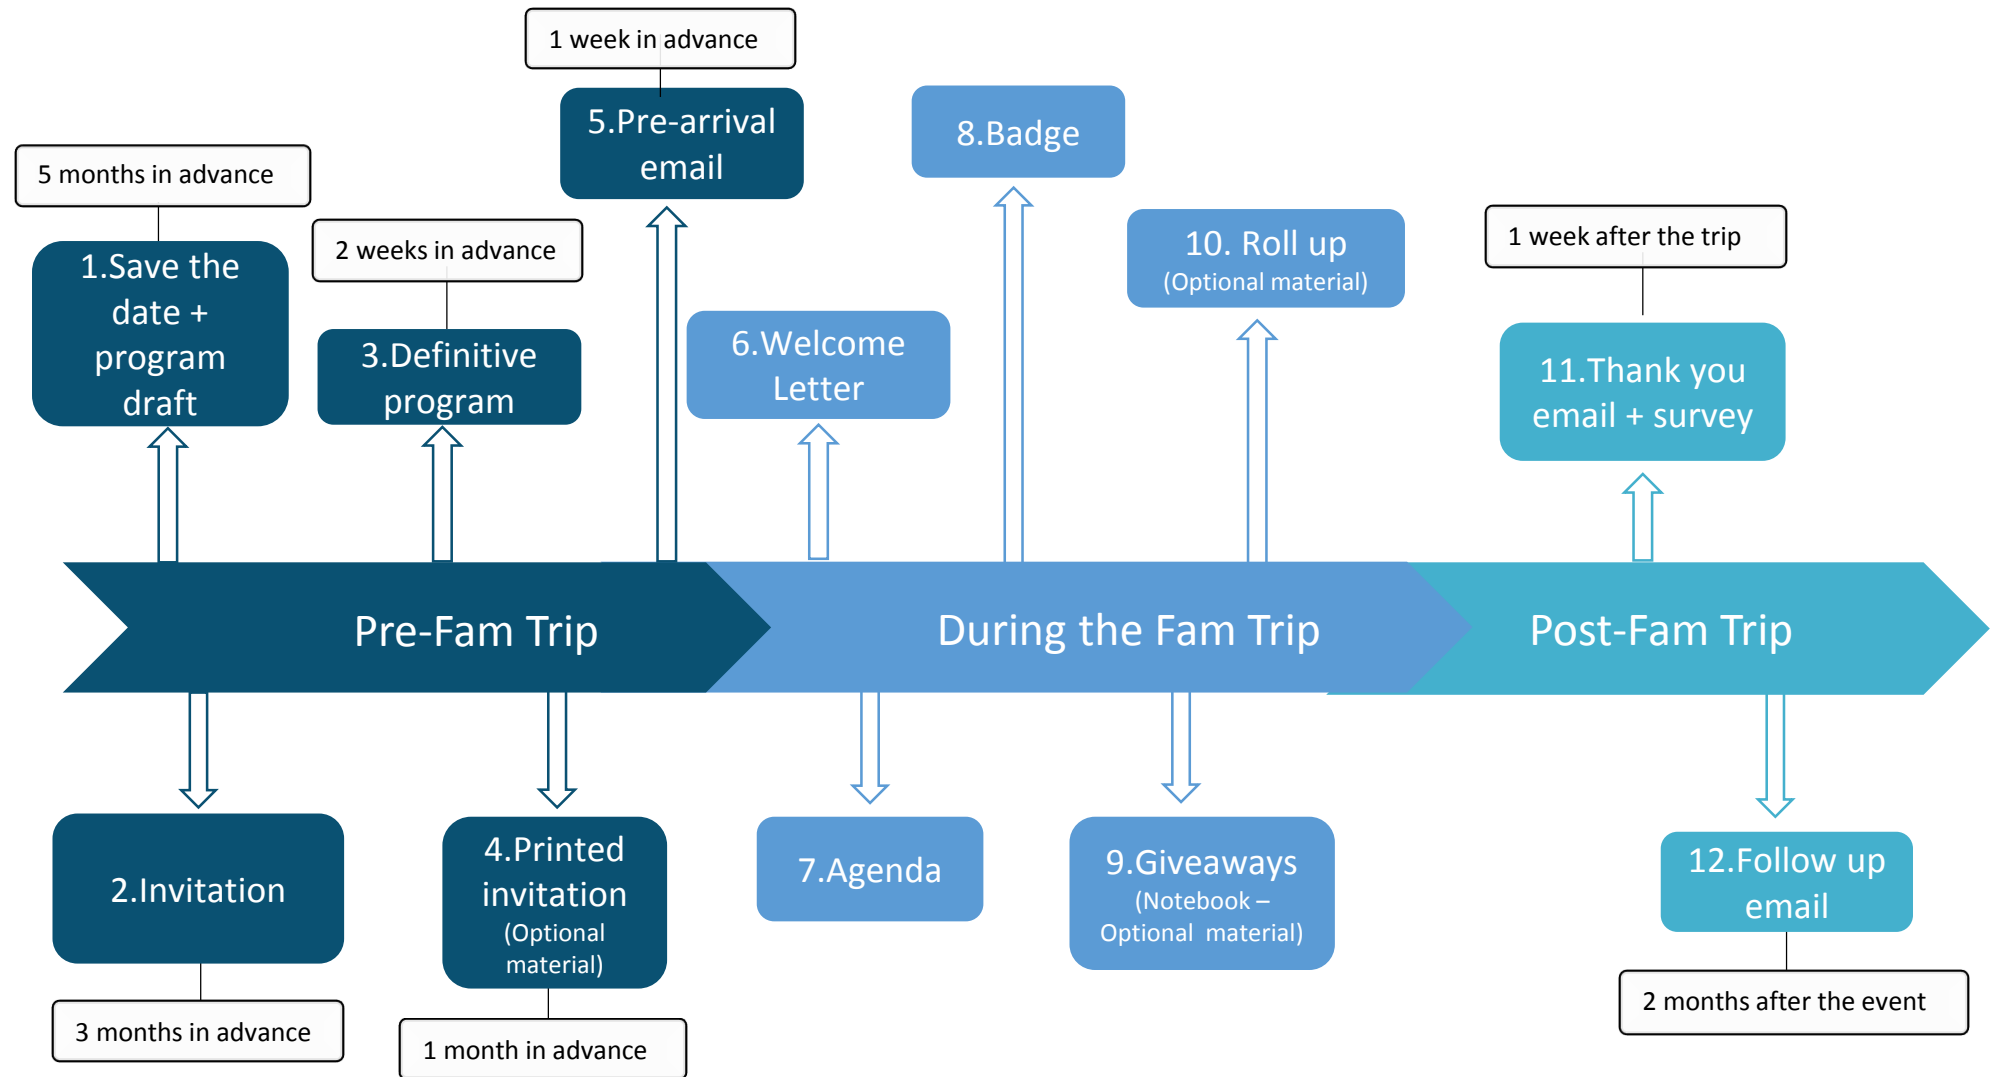 1 week in advance
5.Pre-arrival
email
8.Badge
5 months in advance
1.Save the
date +
program
draft
2 weeks in advance
3.Definitive
program
6.Welcome
Letter
10. Roll up
(Optional material)
1 week after the trip
11.Thank you
email + survey
Pre-Fam Trip
During the Fam Trip
Post-Fam Trip
2.Invitation
3 months in advance
4.Printed
invitation
(Optional
material)
1 month in advance
7.Agenda
9.Giveaways
(Notebook –
Optional  material)
12.Follow up
email
2 months after the event